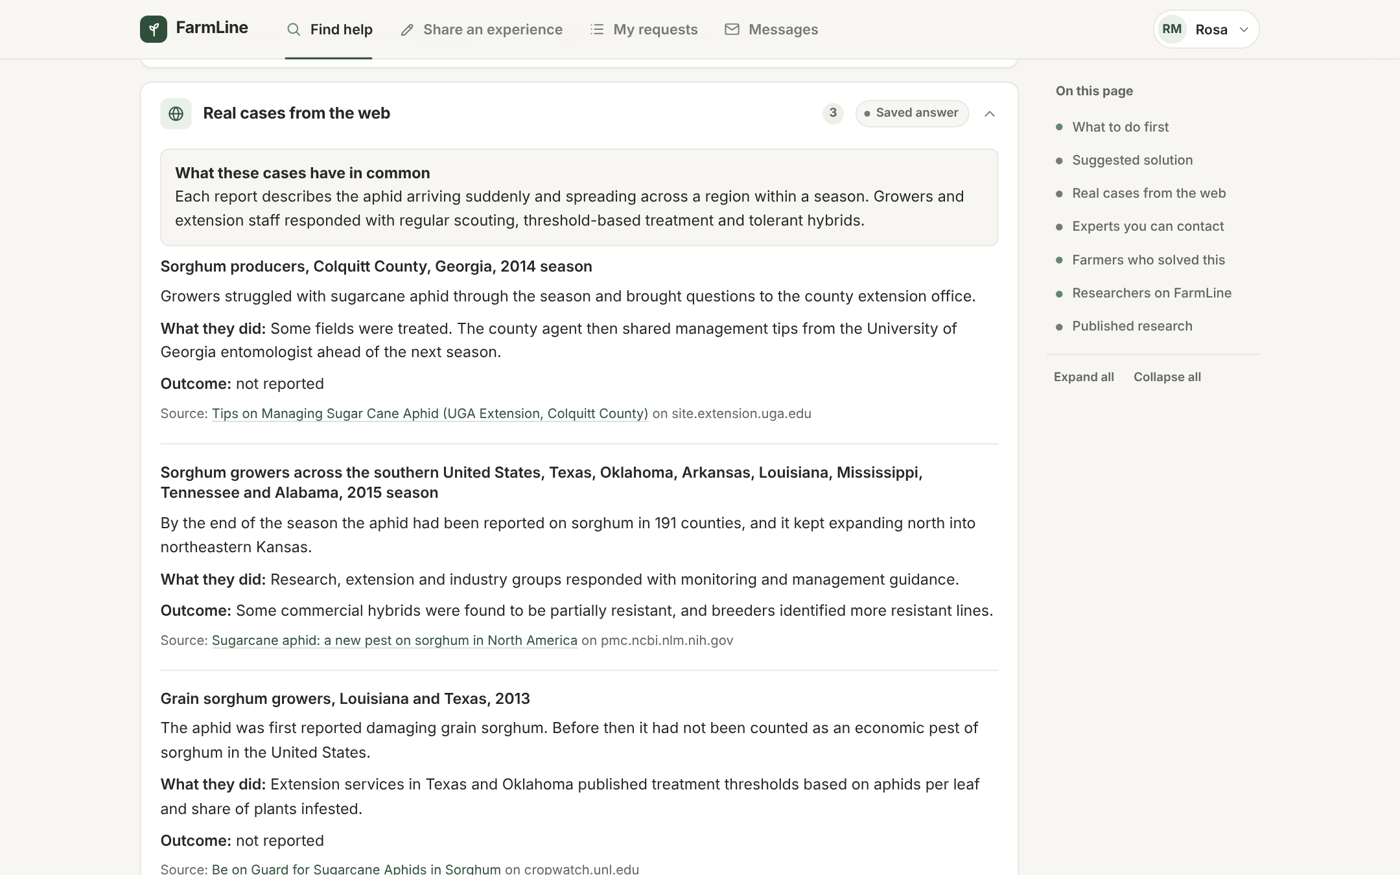 FarmLine
Find help
Share an experience
My requests
Messages
RM
Rosa
Real cases from the web
3
Saved answer
What these cases have in common
Each report describes the aphid arriving suddenly and spreading across a region within a season. Growers and
extension staff responded with regular scouting, threshold-based treatment and tolerant hybrids.
Sorghum producers, Colquitt County, Georgia, 2014 season
Growers struggled with sugarcane aphid through the season and brought questions to the county extension office.
What they did: Some fields were treated. The county agent then shared management tips from the University of
Georgia entomologist ahead of the next season.
Outcome: not reported
Source: Tips on Managing Sugar Cane Aphid (UGA Extension, Colquitt County) on site.extension.uga.edu
Sorghum growers across the southern United States, Texas, Oklahoma, Arkansas, Louisiana, Mississippi,
Tennessee and Alabama, 2015 season
By the end of the season the aphid had been reported on sorghum in 191 counties, and it kept expanding north into
northeastern Kansas.
What they did: Research, extension and industry groups responded with monitoring and management guidance.
Outcome: Some commercial hybrids were found to be partially resistant, and breeders identified more resistant lines.
Source: Sugarcane aphid: a new pest on sorghum in North America on pmc.ncbi.nlm.nih.gov
Grain sorghum growers, Louisiana and Texas, 2013
The aphid was first reported damaging grain sorghum. Before then it had not been counted as an economic pest of
sorghum in the United States.
What they did: Extension services in Texas and Oklahoma published treatment thresholds based on aphids per leaf
and share of plants infested.
Outcome: not reported
Source: Be on Guard for Sugarcane Aphids in Sorghum on cropwatch.unl.edu
On this page
What to do first
Suggested solution
Real cases from the web
Experts you can contact
Farmers who solved this
Researchers on FarmLine
Published research
Expand all
Collapse all